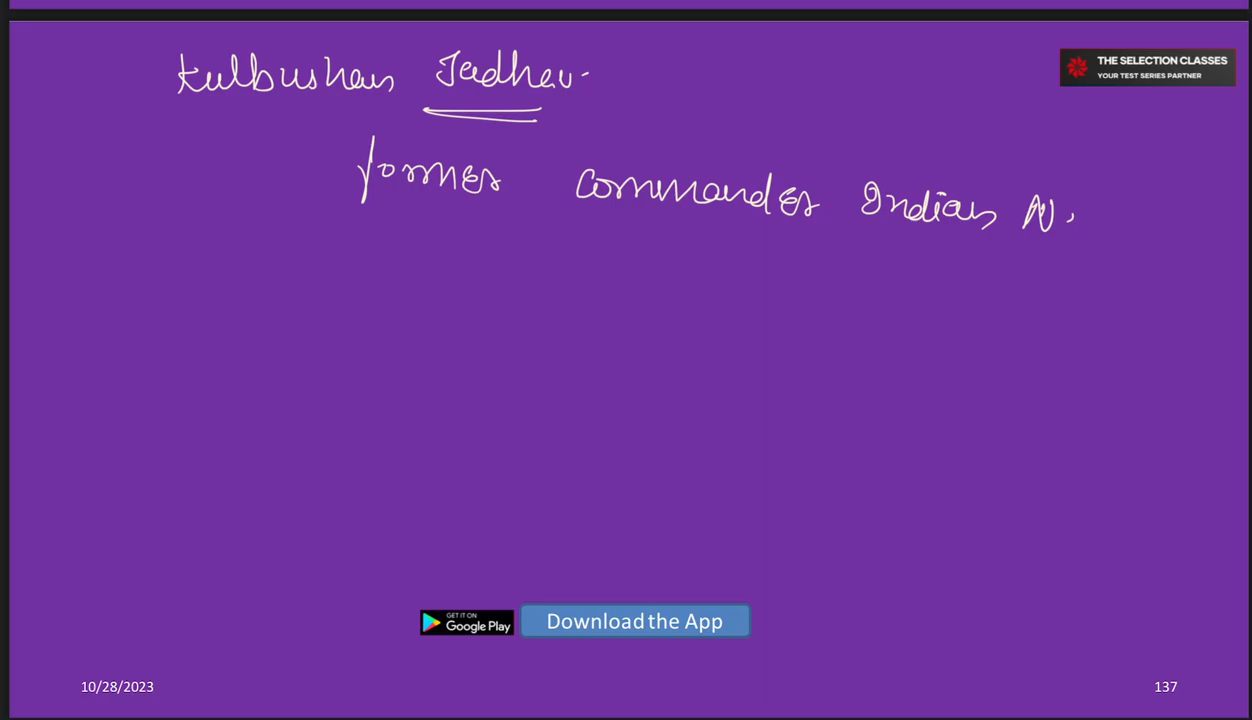 Kulbushan Jadhav.
THE SELECTION CLASSES
YOUR TEST SERIES PARTNER
former commander Indian N.
GET IT ON
Google Play
Download the App
10/28/2023
137